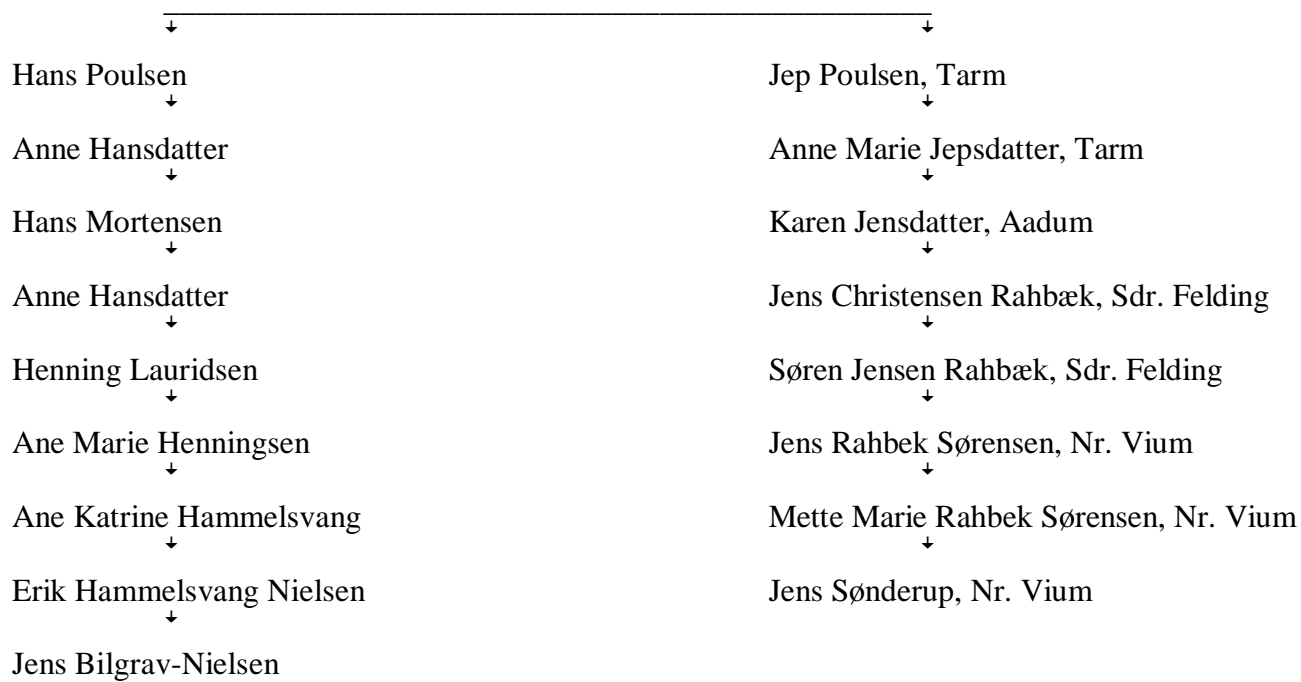 Hans Poulsen Jep Poulsen, Tarm
Anne Hansdatter Anne Marie Jepsdatter, Tarm
Hans Mortensen Karen Jensdatter, Aadum
Anne Hansdatter Jens Christensen Rahbæk, Sdr. Felding
Henning Lauridsen Søren Jensen Rahbæk, Sdr. Felding
Ane Marie Henningsen Jens Rahbek Sørensen, Nr. Vium
Ane Katrine Hammelsvang Mette Marie Rahbek Sørensen, Nr. Vium
Erik Hammelsvang Nielsen Jens Sønderup, Nr. Vium
Jens Bilgrav-Nielsen